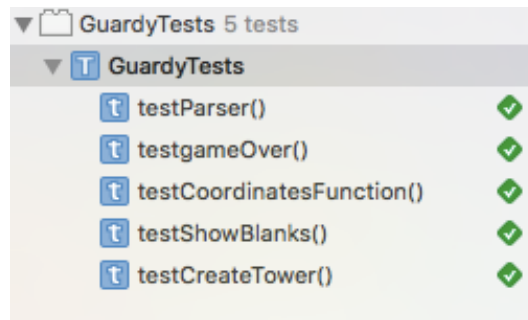 GuardyTests 5 tests
T GuardyTests
t testParser()
t testgameOver()
t testCoordinatesFunction()
t testShowBlanks()
t testCreateTower()